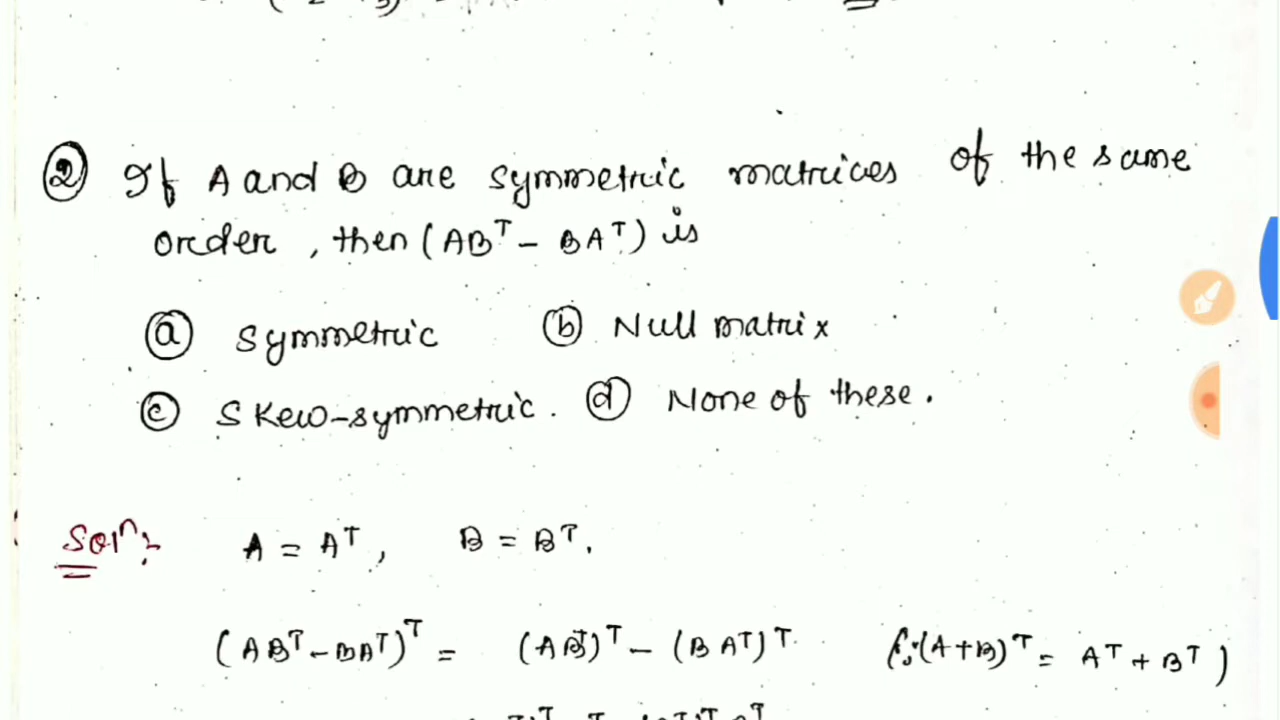 ② If A and B are symmetric matrices of the same
order, then (ABᵀ - BAᵀ) is
ⓐ Symmetric ⓑ Null matrix
ⓒ Skew-symmetric. ⓓ None of these.
Solⁿ:-
A = Aᵀ, B = Bᵀ.
(ABᵀ - BAᵀ)ᵀ = (ABᵀ)ᵀ - (BAᵀ)ᵀ (∵(A+B)ᵀ = Aᵀ + Bᵀ)